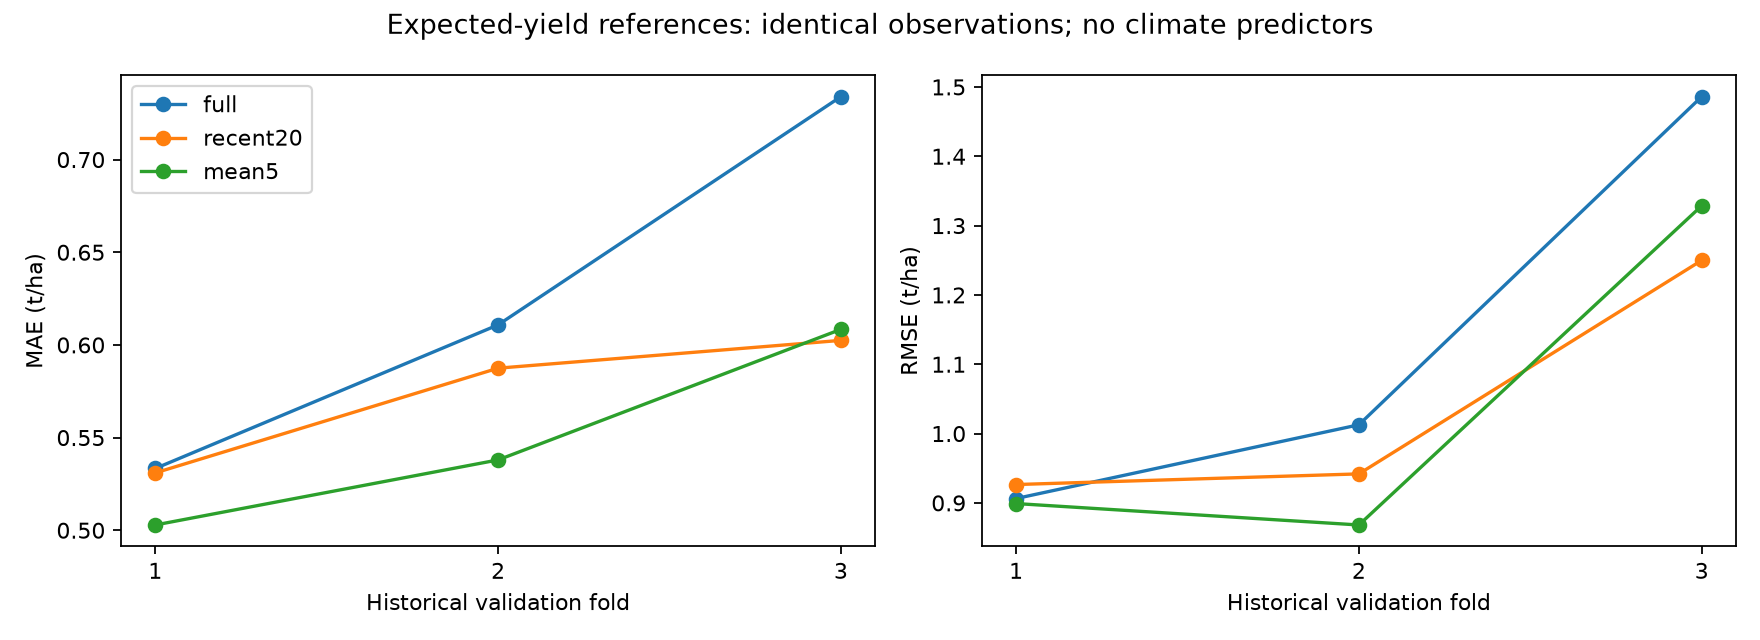 Expected-yield references: identical observations; no climate predictors
full
recent20
mean5
MAE (t/ha)
0.70
0.65
0.60
0.55
0.50
1 2 3
Historical validation fold
RMSE (t/ha)
1.5
1.4
1.3
1.2
1.1
1.0
0.9
1 2 3
Historical validation fold